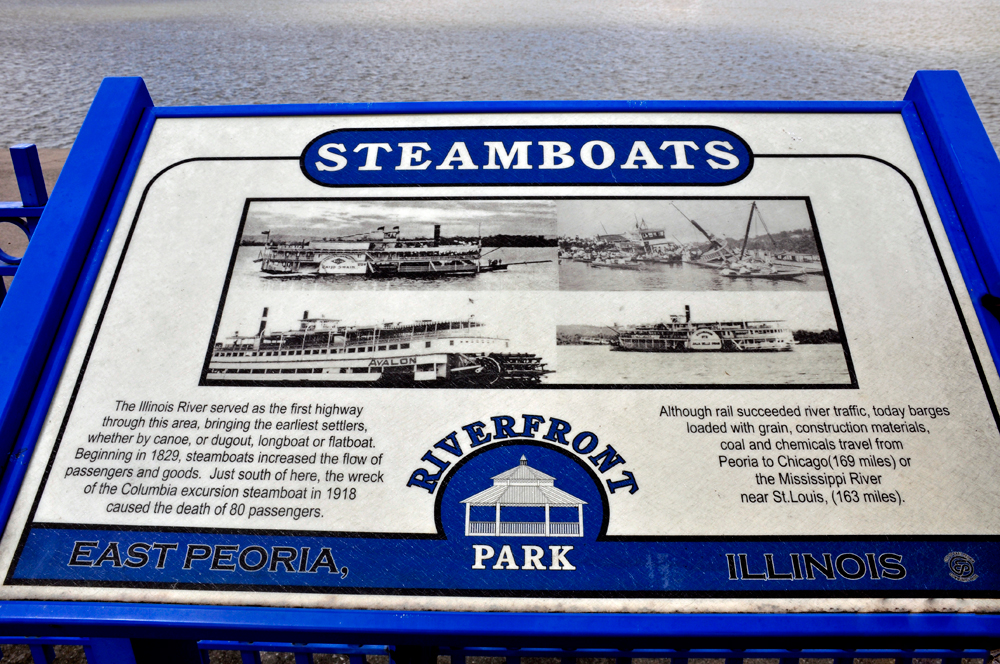 STEAMBOATS
AVALON
The Illinois River served as the first highway
through this area, bringing the earliest settlers,
whether by canoe, or dugout, longboat or flatboat.
Beginning in 1829, steamboats increased the flow of
passengers and goods. Just south of here, the wreck
of the Columbia excursion steamboat in 1918
caused the death of 80 passengers.
RIVERFRONT
PARK
Although rail succeeded river traffic, today barges
loaded with grain, construction materials,
coal and chemicals travel from
Peoria to Chicago(169 miles) or
the Mississippi River
near St.Louis, (163 miles).
EAST PEORIA,
ILLINOIS